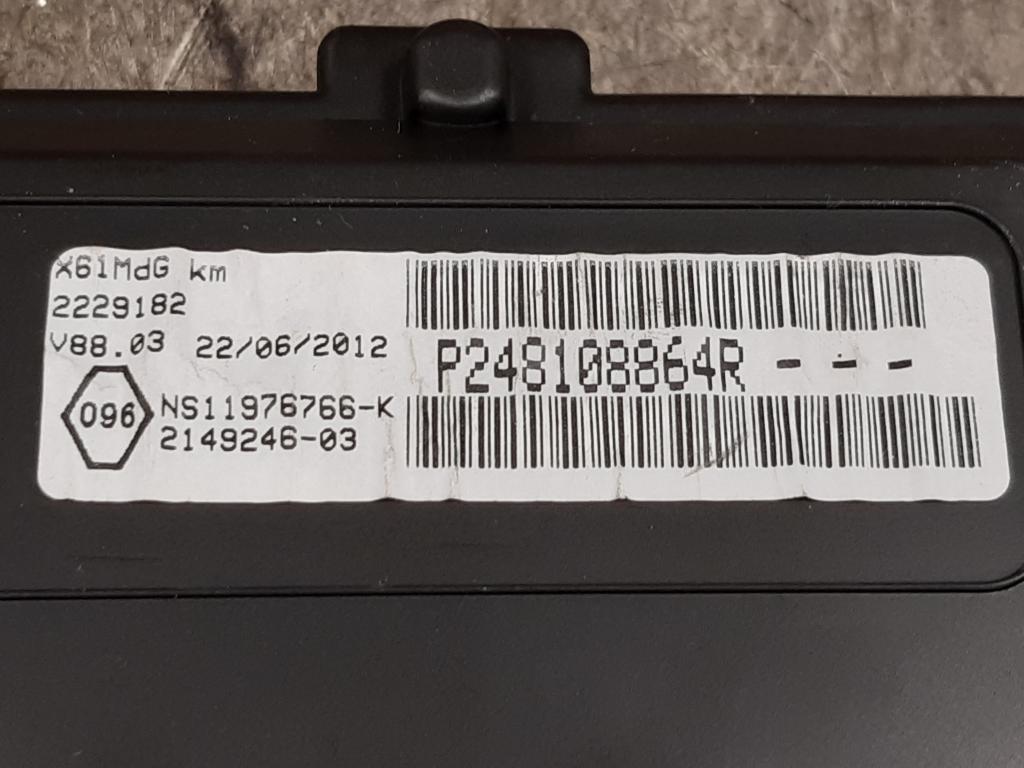 X61MdG km
2229182
V88.03 22/06/2012
096
NS11976766-K
2149246-03
P248108864R - - -